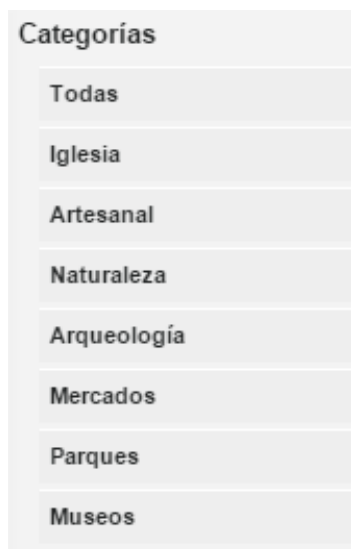 Categorías
Todas
Iglesia
Artesanal
Naturaleza
Arqueología
Mercados
Parques
Museos